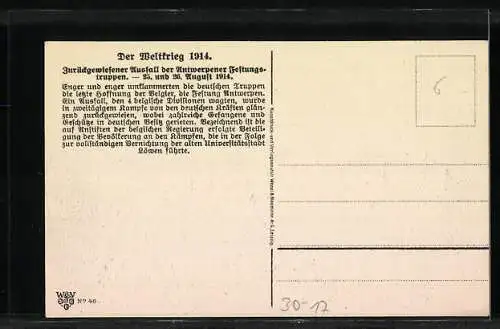 Der Weltkrieg 1914.
Zurückgewiesener Ausfall der Antwerpener Festungs-
truppen. — 25. und 26. August 1914.
Enger und enger umklammerten die deutschen Truppen
die letzte Hoffnung der Belgier, die Festung Antwerpen.
Ein Ausfall, den 4 belgische Divisionen wagten, wurde
in zweitägigem Kampfe von den deutschen Kräften glän-
zend zurückgewiesen, wobei zahlreiche Gefangene und
Geschütze in deutschen Besitz gerieten. Bezeichnend ist die
auf Anstiften der belgischen Regierung erfolgte Beteili-
gung der Bevölkerung an den Kämpfen, die in der Folge
zur vollständigen Vernichtung der alten Universitätsstadt
Löwen führte.
6
W&V
No 46
30-12